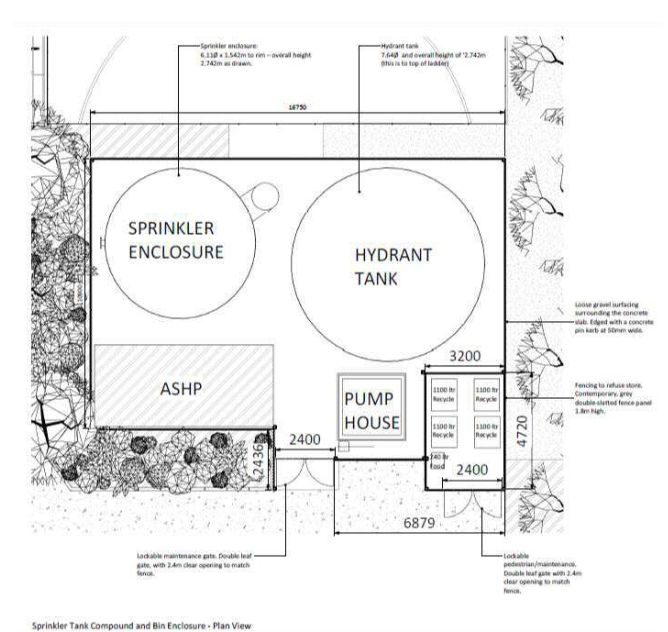 Sprinkler enclosure:
6.11Ø x 1.542m to rim – overall height
2.742m as drawn.
Hydrant tank
7.64Ø and overall height of '2.742m
(this is to top of ladder)
16750
SPRINKLER
ENCLOSURE
HYDRANT
TANK
Loose gravel surfacing
surrounding the concrete
slab. Edged with a concrete
pin kerb at 50mm wide.
3200
ASHP
PUMP
HOUSE
1100 ltr
Recycle
1100 ltr
Recycle
1100 ltr
Recycle
1100 ltr
Recycle
Fencing to refuse store.
Contemporary, grey
double-slatted fence panel
1.8m high.
4720
2400
2436
240 ltr
food
2400
6879
Lockable maintenance gate. Double leaf
gate, with 2.4m clear opening to match
fence.
Lockable
pedestrian/maintenance.
Double leaf gate with 2.4m
clear opening to match
fence.
Sprinkler Tank Compound and Bin Enclosure - Plan View